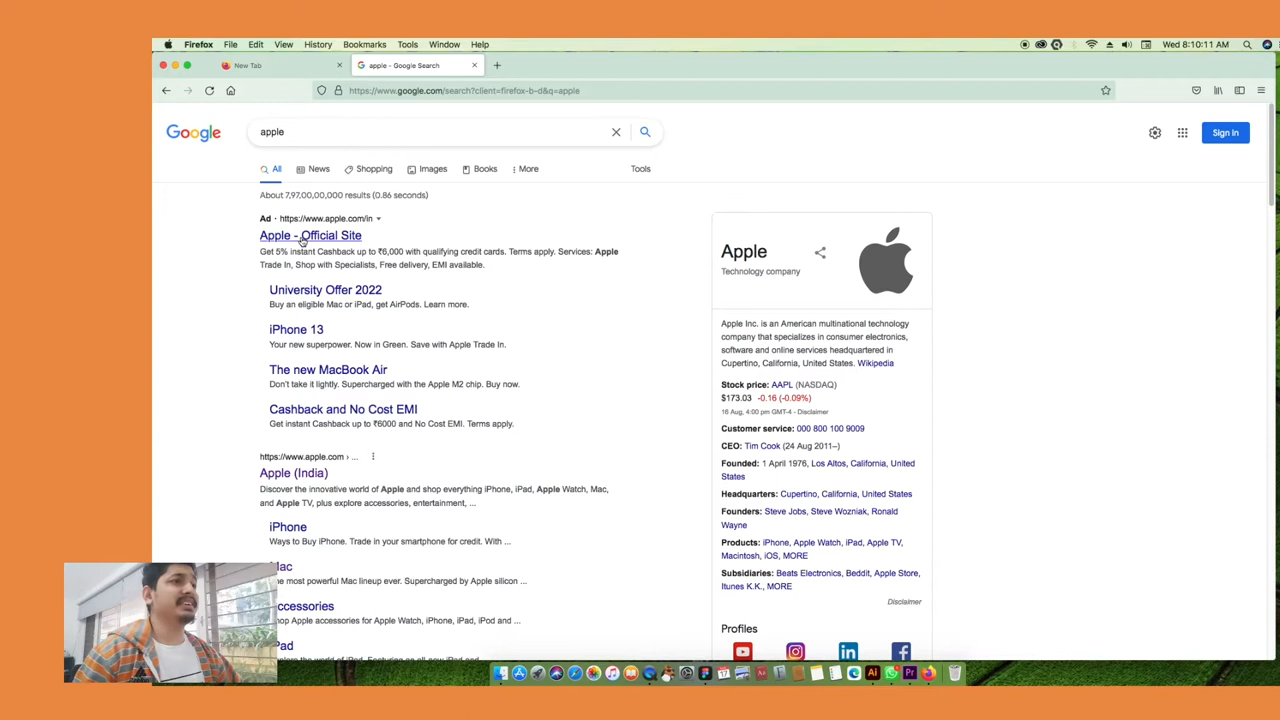 Firefox File Edit View History Bookmarks Tools Window Help Wed 8:10:11 AM
New Tab apple - Google Search
https://www.google.com/search?client=firefox-b-d&q=apple
Google apple Sign in
All News Shopping Images Books More Tools
About 7,97,00,00,000 results (0.86 seconds)
Ad · https://www.apple.com/in
Apple - Official Site
Get 5% instant Cashback up to ₹6,000 with qualifying credit cards. Terms apply. Services: Apple
Trade In, Shop with Specialists, Free delivery, EMI available.
University Offer 2022
Buy an eligible Mac or iPad, get AirPods. Learn more.
iPhone 13
Your new superpower. Now in Green. Save with Apple Trade In.
The new MacBook Air
Don't take it lightly. Supercharged with the Apple M2 chip. Buy now.
Cashback and No Cost EMI
Get instant Cashback up to ₹6000 and No Cost EMI. Terms apply.
https://www.apple.com › ...
Apple (India)
Discover the innovative world of Apple and shop everything iPhone, iPad, Apple Watch, Mac,
and Apple TV, plus explore accessories, entertainment, ...
iPhone
Ways to Buy iPhone. Trade in your smartphone for credit. With ...
Mac
most powerful Mac lineup ever. Supercharged by Apple silicon ...
ccessories
hop Apple accessories for Apple Watch, iPhone, iPad, iPod and ...
Pad
Apple
Technology company
Apple Inc. is an American multinational technology
company that specializes in consumer electronics,
software and online services headquartered in
Cupertino, California, United States. Wikipedia
Stock price: AAPL (NASDAQ)
$173.03 -0.16 (-0.09%)
16 Aug, 4:00 pm GMT-4 - Disclaimer
Customer service: 000 800 100 9009
CEO: Tim Cook (24 Aug 2011–)
Founded: 1 April 1976, Los Altos, California, United
States
Headquarters: Cupertino, California, United States
Founders: Steve Jobs, Steve Wozniak, Ronald
Wayne
Products: iPhone, Apple Watch, iPad, Apple TV,
Macintosh, iOS, MORE
Subsidiaries: Beats Electronics, Beddit, Apple Store,
Itunes K.K., MORE
Disclaimer
Profiles
17 Ai Pr